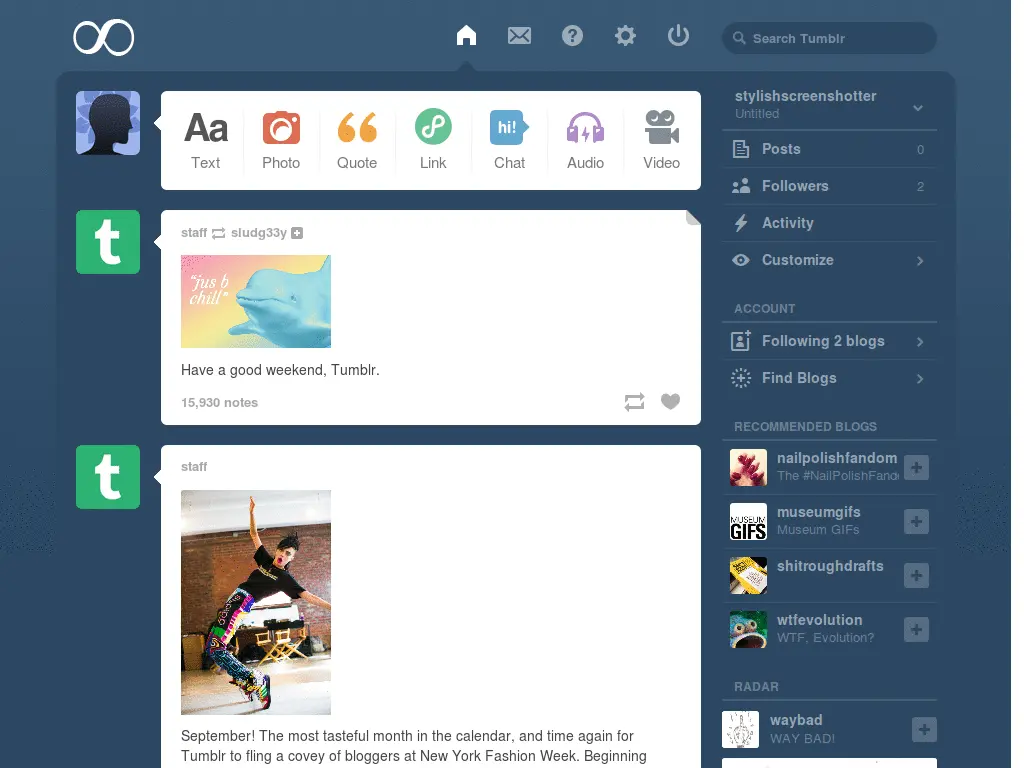 Search Tumblr
Aa
Text
Photo
Quote
Link
hi!
Chat
Audio
Video
stylishscreenshotter
Untitled
Posts 0
Followers 2
Activity
Customize
ACCOUNT
Following 2 blogs
Find Blogs
RECOMMENDED BLOGS
nailpolishfandom
The #NailPolishFand
MUSEUM
GIFS
museumgifs
Museum GIFs
shitroughdrafts
wtfevolution
WTF, Evolution?
RADAR
waybad
WAY BAD!
t
staff sludg33y
"jus b
chill"
Have a good weekend, Tumblr.
15,930 notes
t
staff
adidas
September! The most tasteful month in the calendar, and time again for
Tumblr to fling a covey of bloggers at New York Fashion Week. Beginning